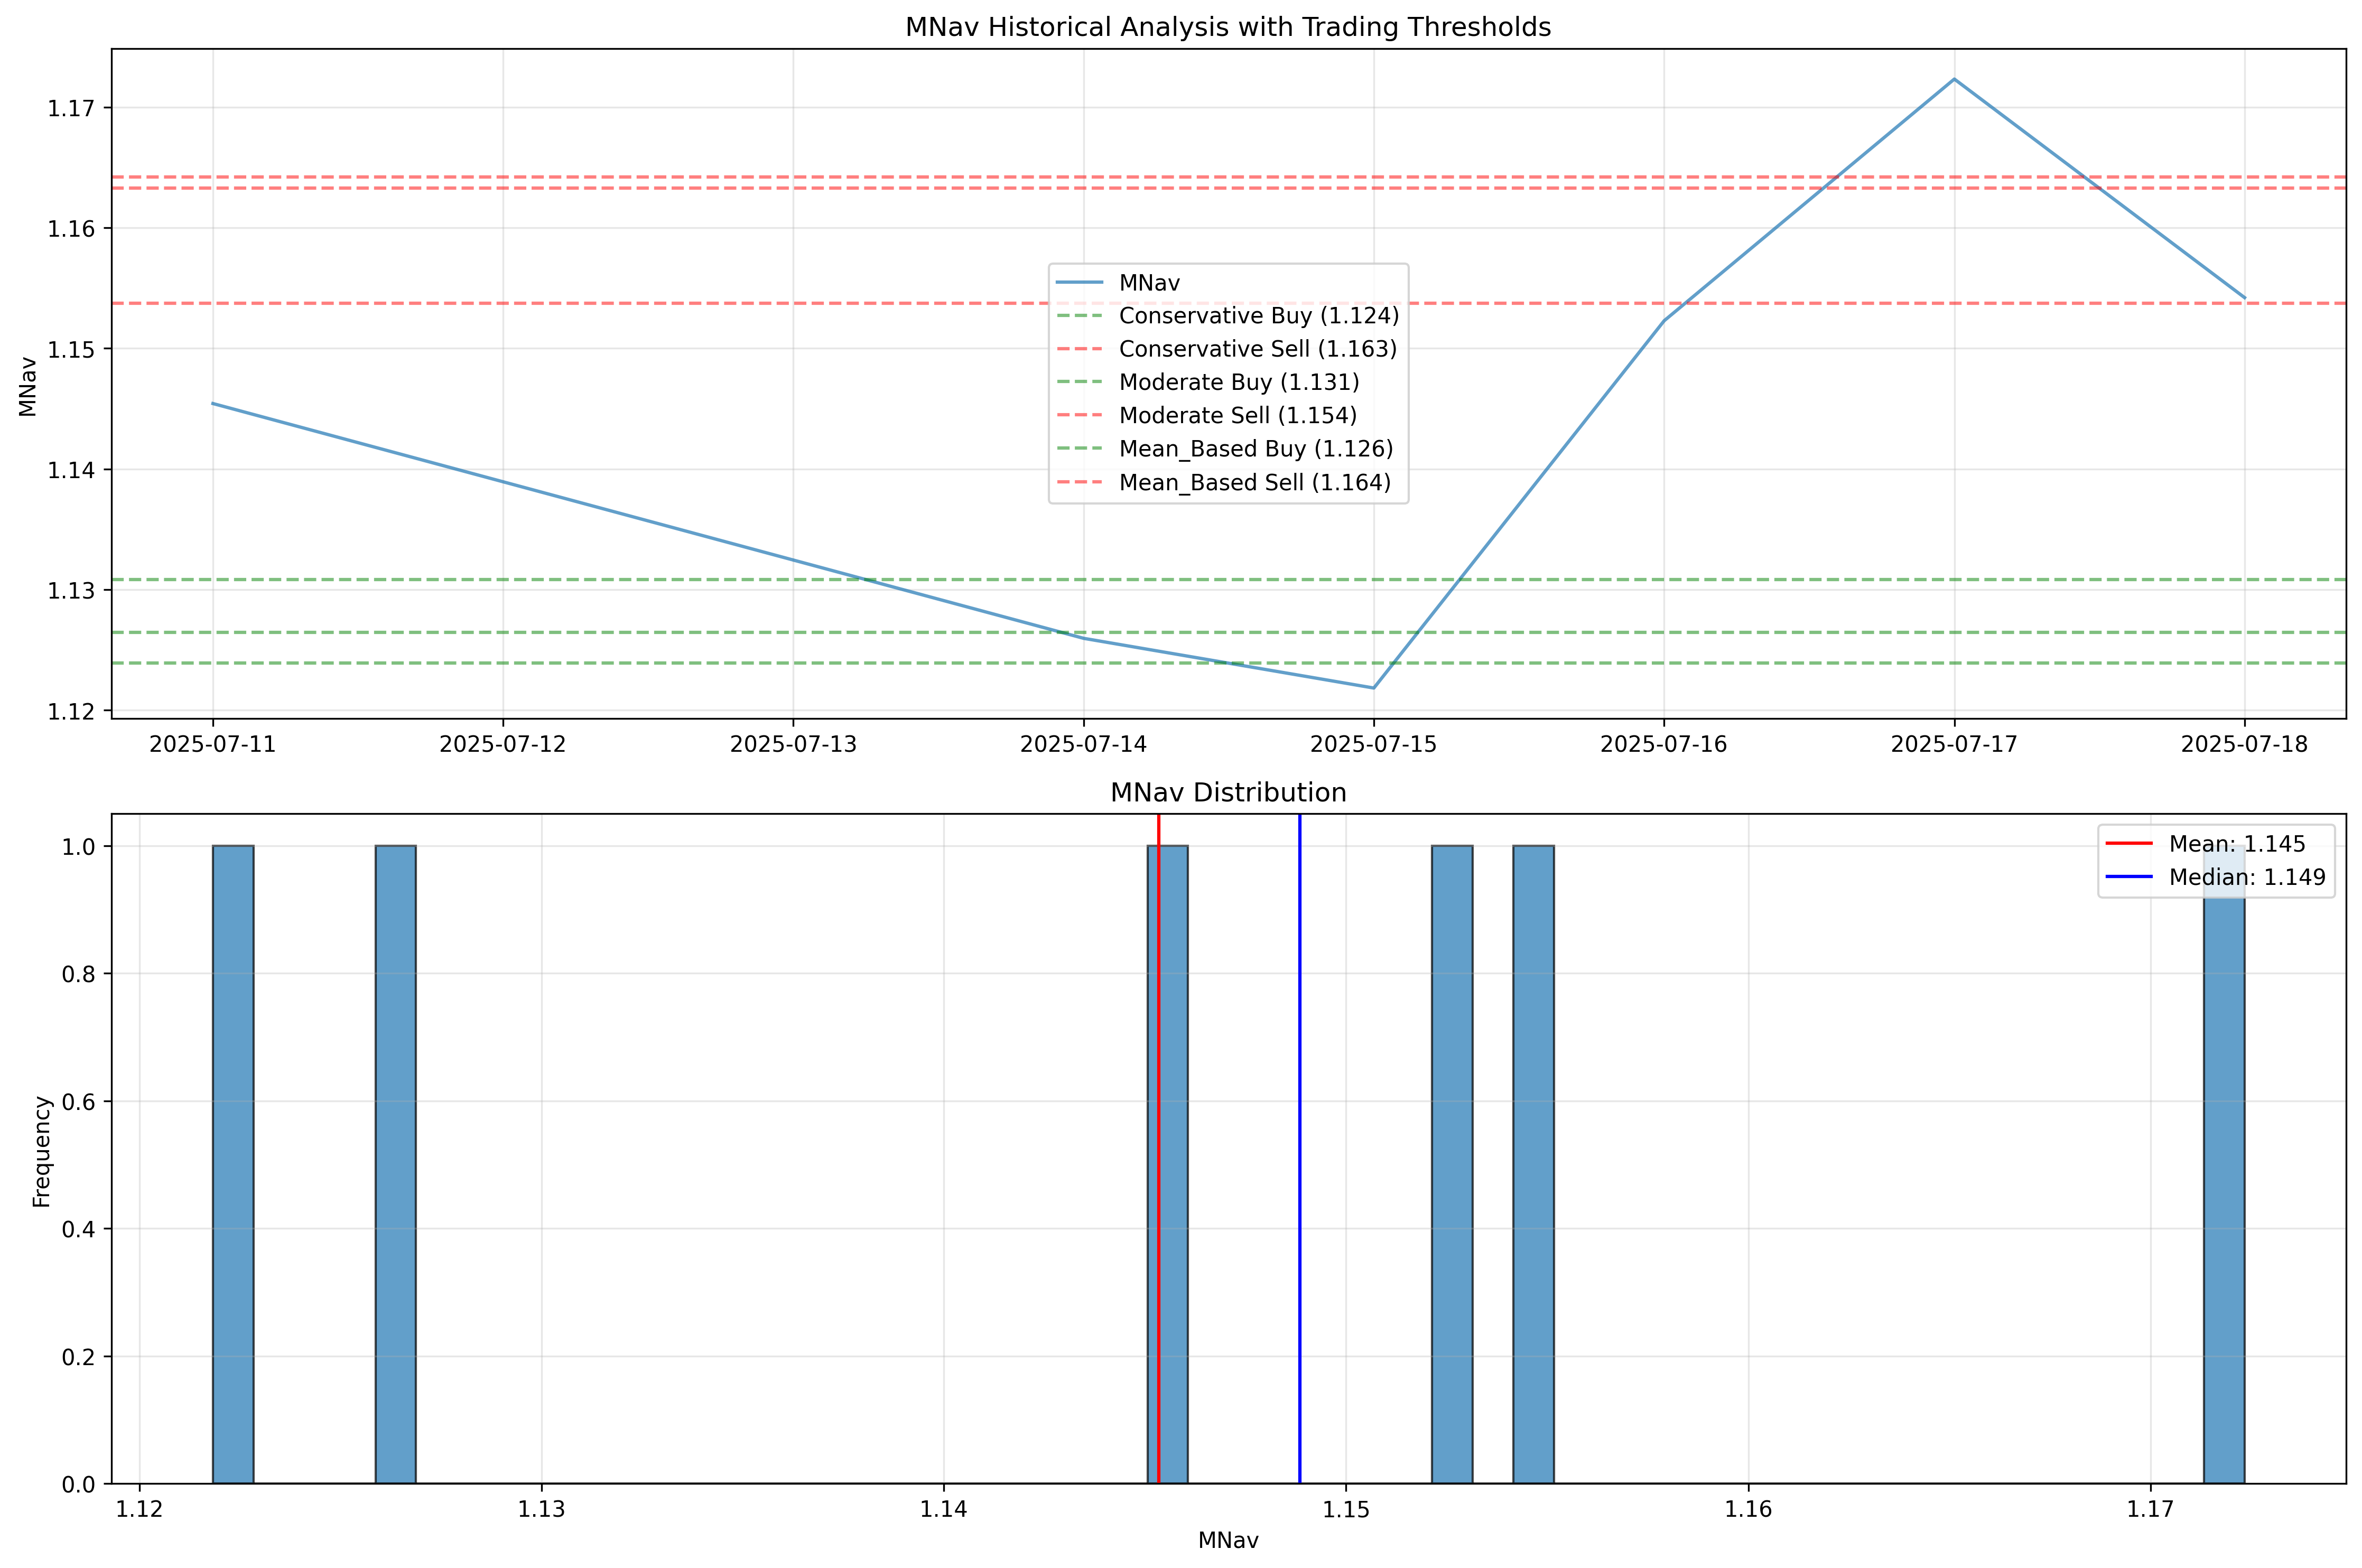 MNav Historical Analysis with Trading Thresholds
MNav
1.17
1.16
1.15
1.14
1.13
1.12
MNav
Conservative Buy (1.124)
Conservative Sell (1.163)
Moderate Buy (1.131)
Moderate Sell (1.154)
Mean_Based Buy (1.126)
Mean_Based Sell (1.164)
2025-07-11 2025-07-12 2025-07-13 2025-07-14 2025-07-15 2025-07-16 2025-07-17 2025-07-18
MNav Distribution
Frequency
1.0
0.8
0.6
0.4
0.2
0.0
Mean: 1.145
Median: 1.149
1.12 1.13 1.14 1.15 1.16 1.17
MNav